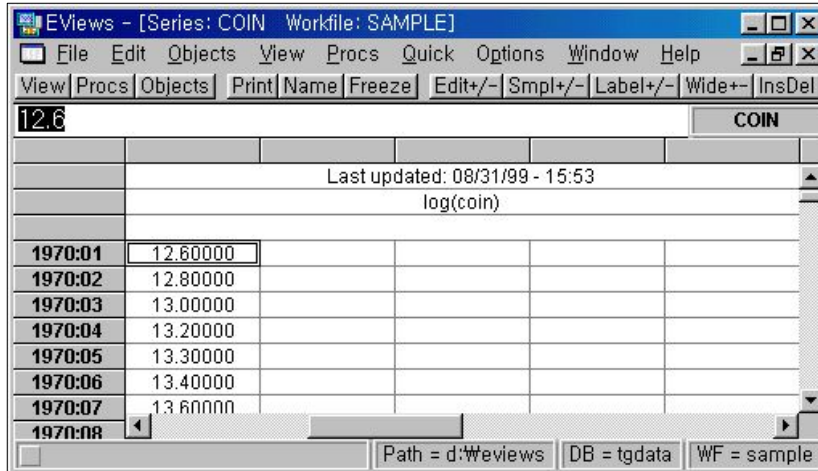 EViews - [Series: COIN Workfile: SAMPLE]
File Edit Objects View Procs Quick Options Window Help
View Procs Objects Print Name Freeze Edit+/- Smpl+/- Label+/- Wide+- InsDel
12.6 COIN
Last updated: 08/31/99 - 15:53
log(coin)
1970:01 12.60000
1970:02 12.80000
1970:03 13.00000
1970:04 13.20000
1970:05 13.30000
1970:06 13.40000
1970:07 13.60000
1970:08
Path = d:₩eviews DB = tgdata WF = sample